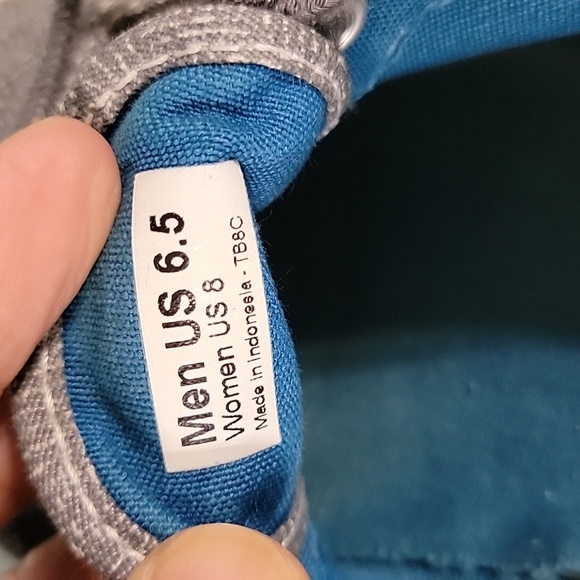 Men US 6.5
Women US 8
Made in Indonesia - TB8C